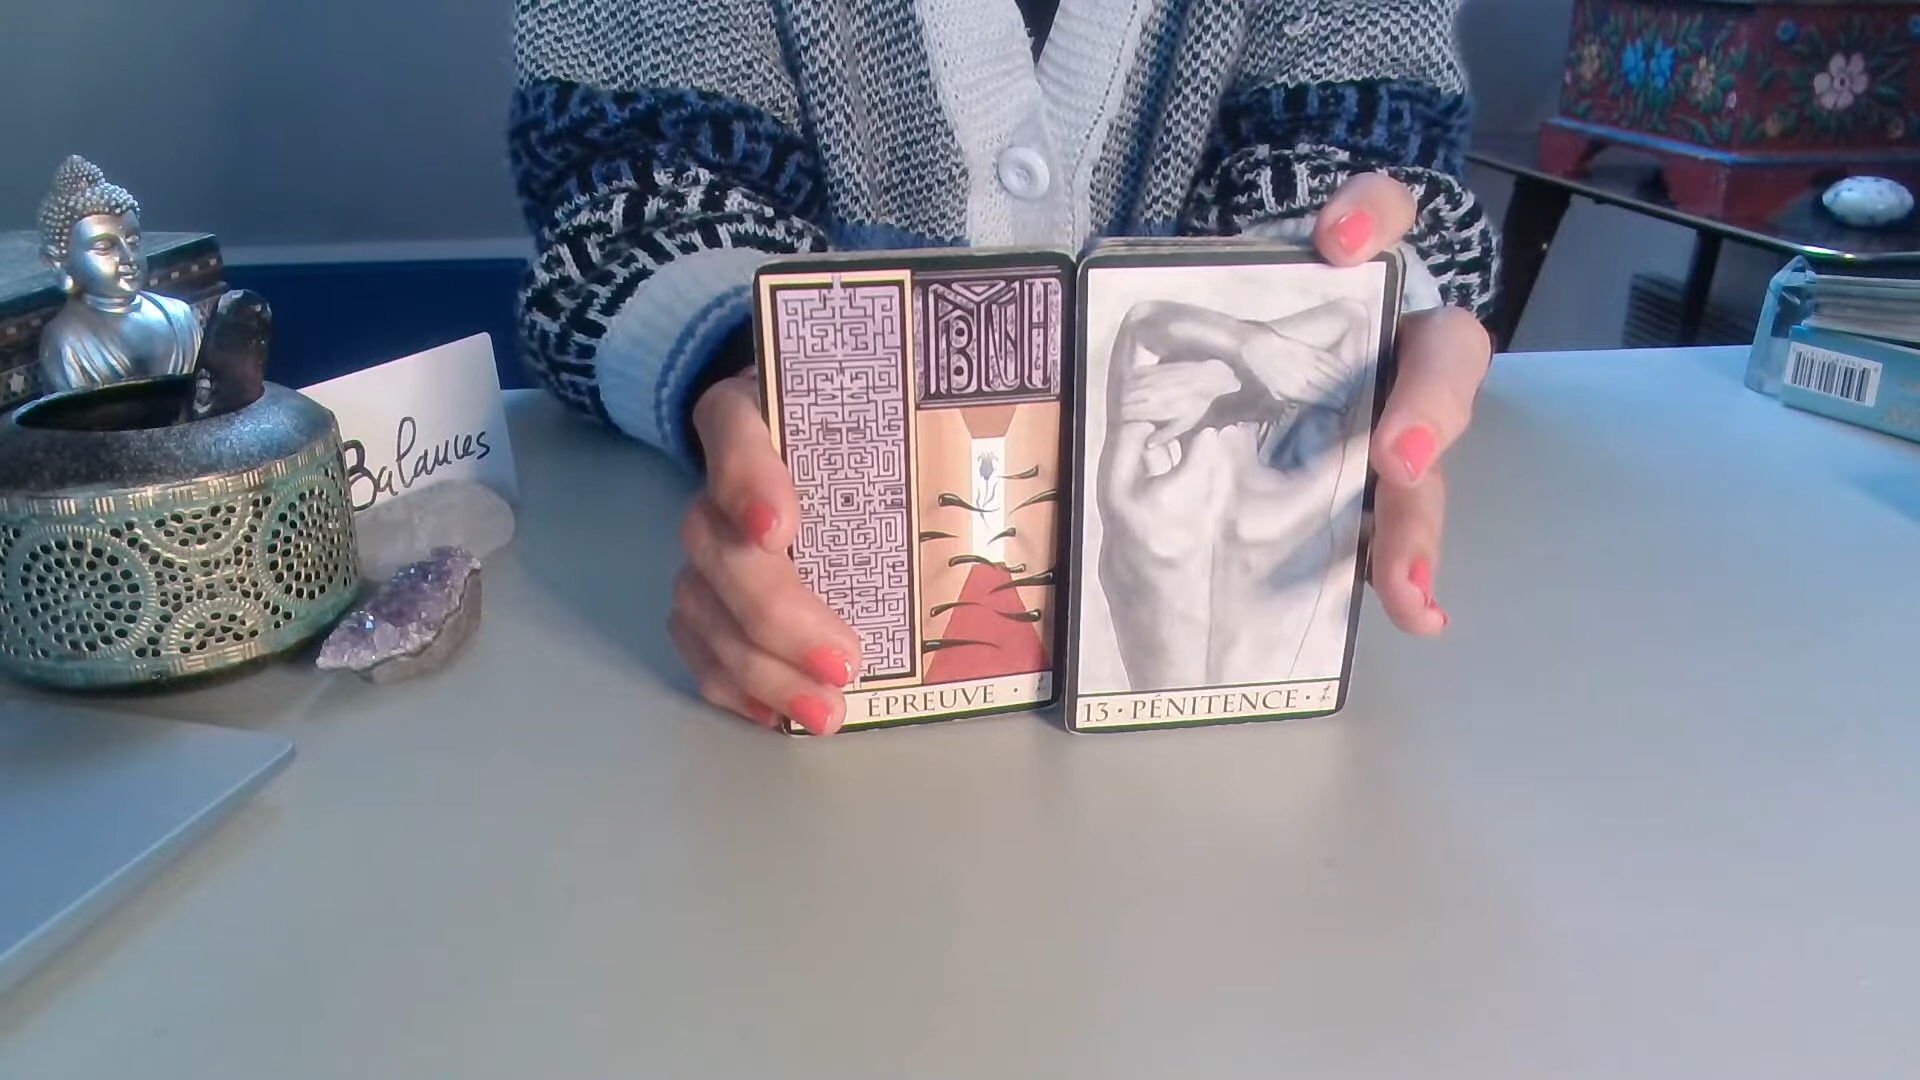 Balances
ÉPREUVE ·
13 · PÉNITENCE ·